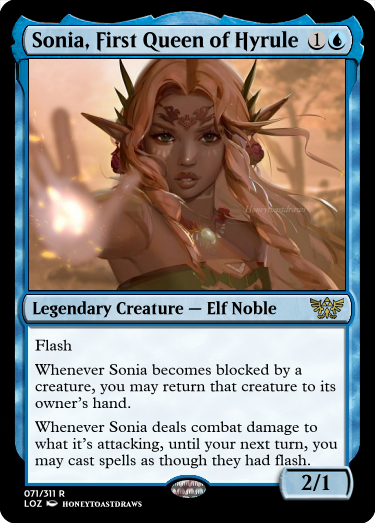 Sonia, First Queen of Hyrule 1
Honeytoastdraws
Legendary Creature — Elf Noble
Flash
Whenever Sonia becomes blocked by a
creature, you may return that creature to its
owner's hand.
Whenever Sonia deals combat damage to
what it's attacking, until your next turn, you
may cast spells as though they had flash.
2/1
071/311 R
LOZ HONEYTOASTDRAWS